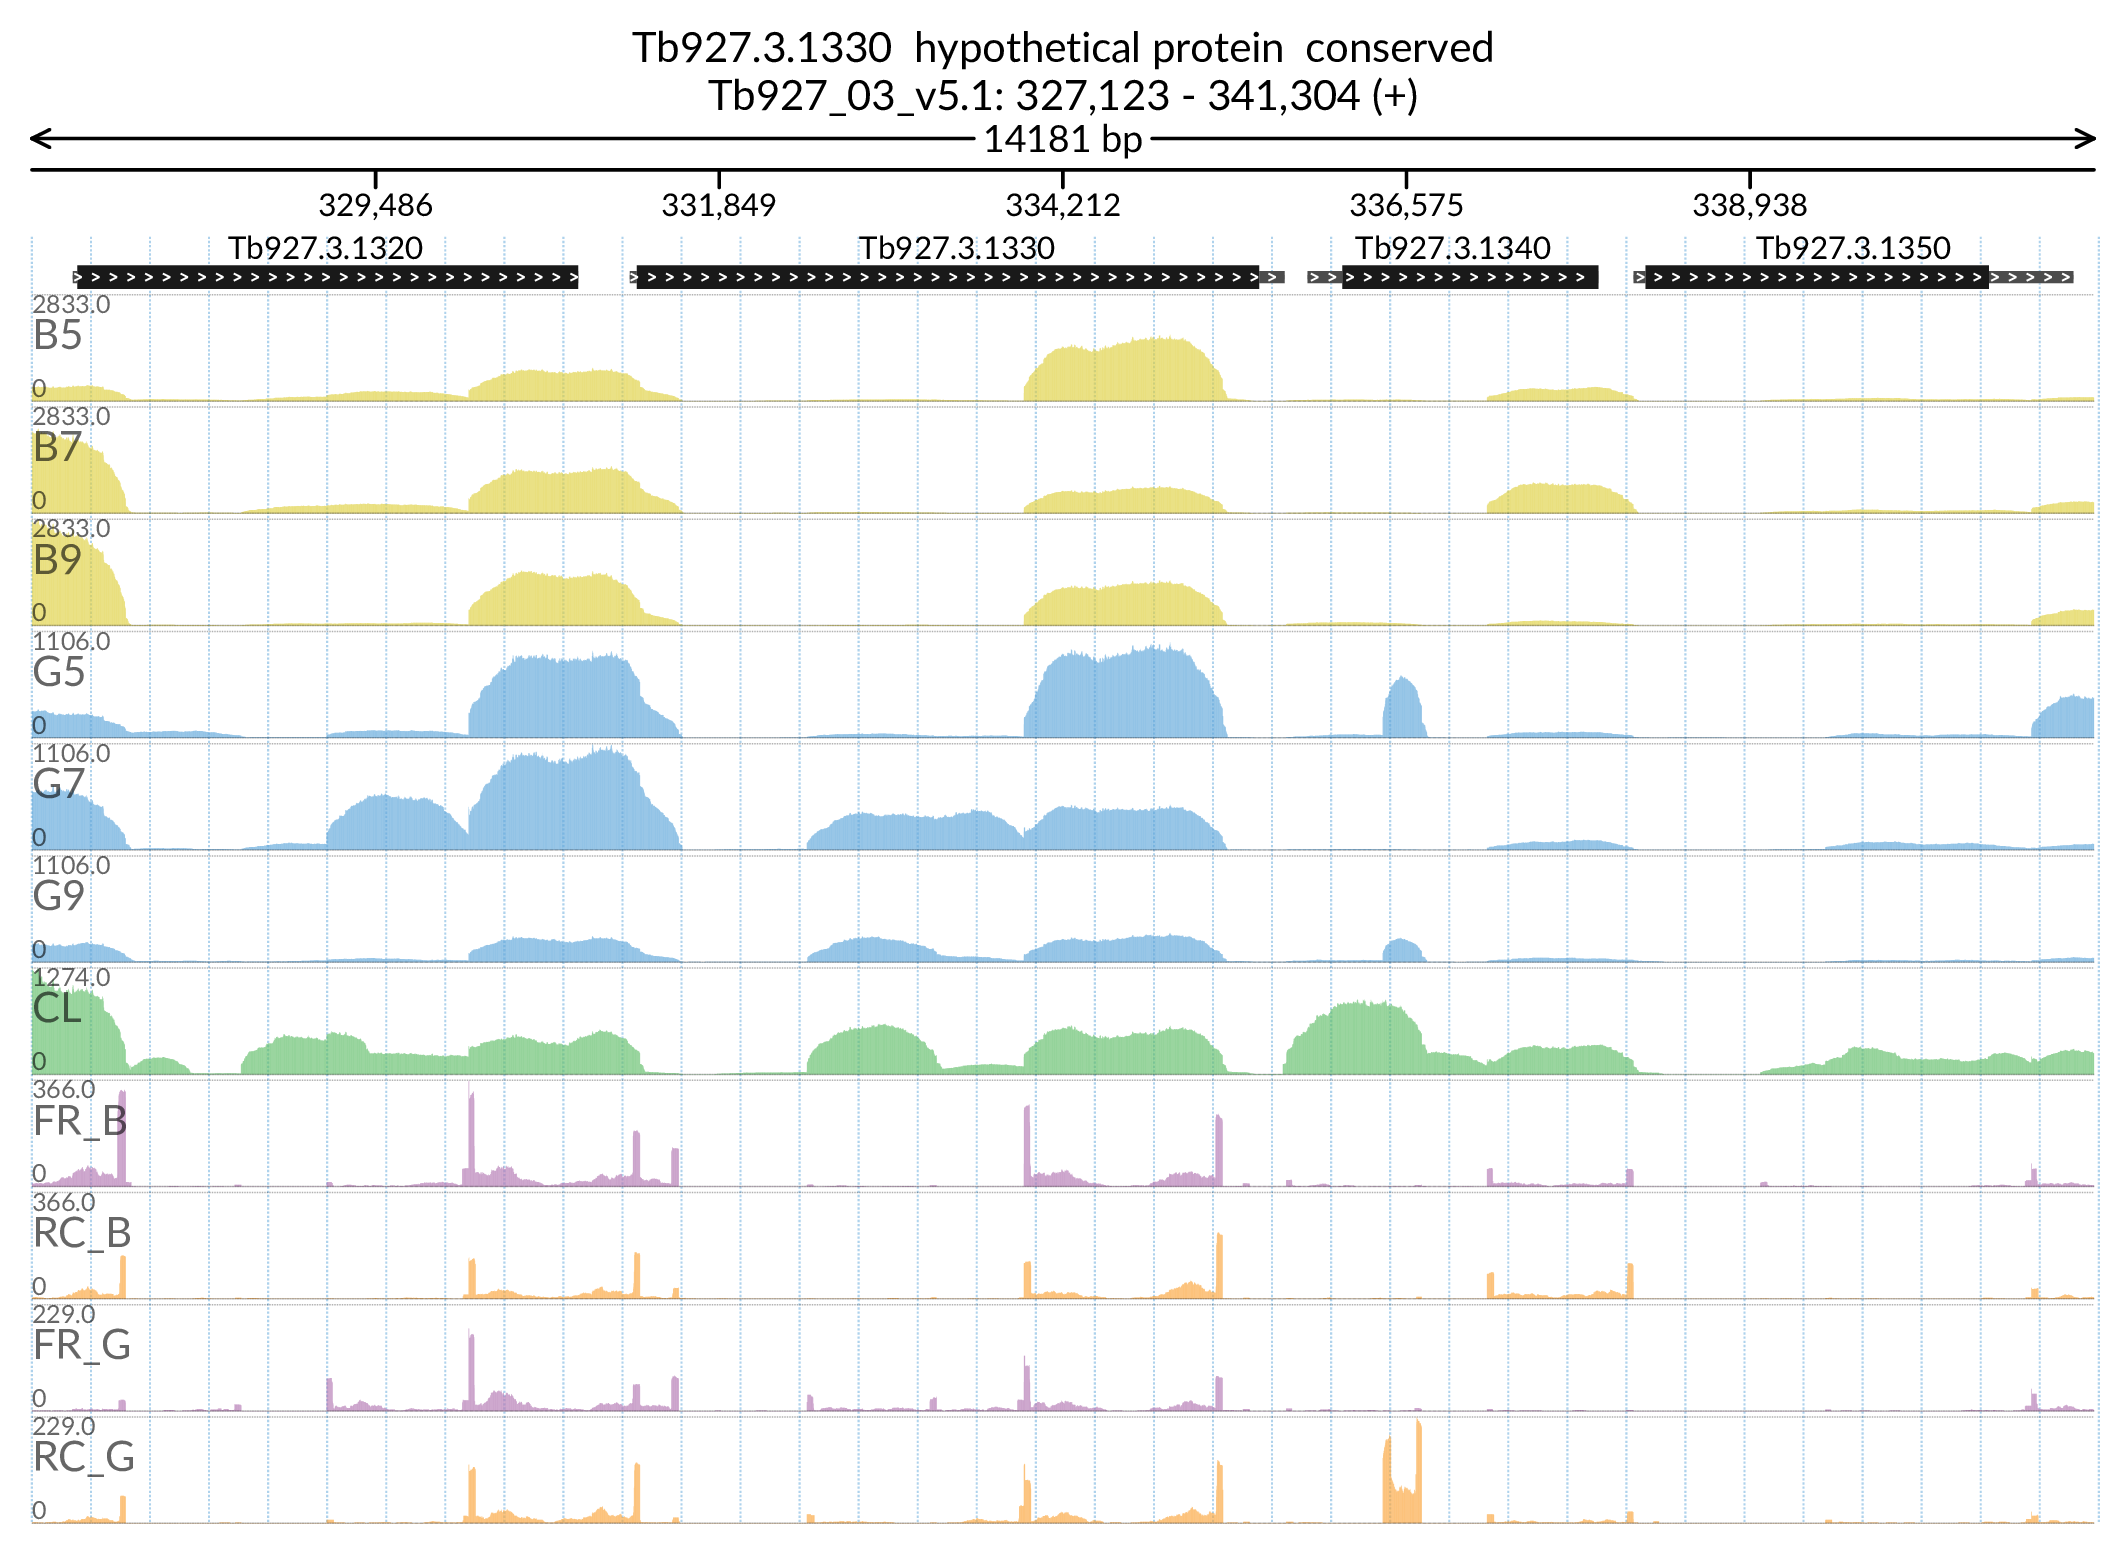 Tb927.3.1330  hypothetical protein  conserved
Tb927_03_v5.1: 327,123 - 341,304 (+)
14181 bp
329,486 331,849 334,212 336,575 338,938
Tb927.3.1320 Tb927.3.1330 Tb927.3.1340 Tb927.3.1350
2833.0
B5
0
2833.0
B7
0
2833.0
B9
0
1106.0
G5
0
1106.0
G7
0
1106.0
G9
0
1274.0
CL
0
366.0
FR_B
0
366.0
RC_B
0
229.0
FR_G
0
229.0
RC_G
0